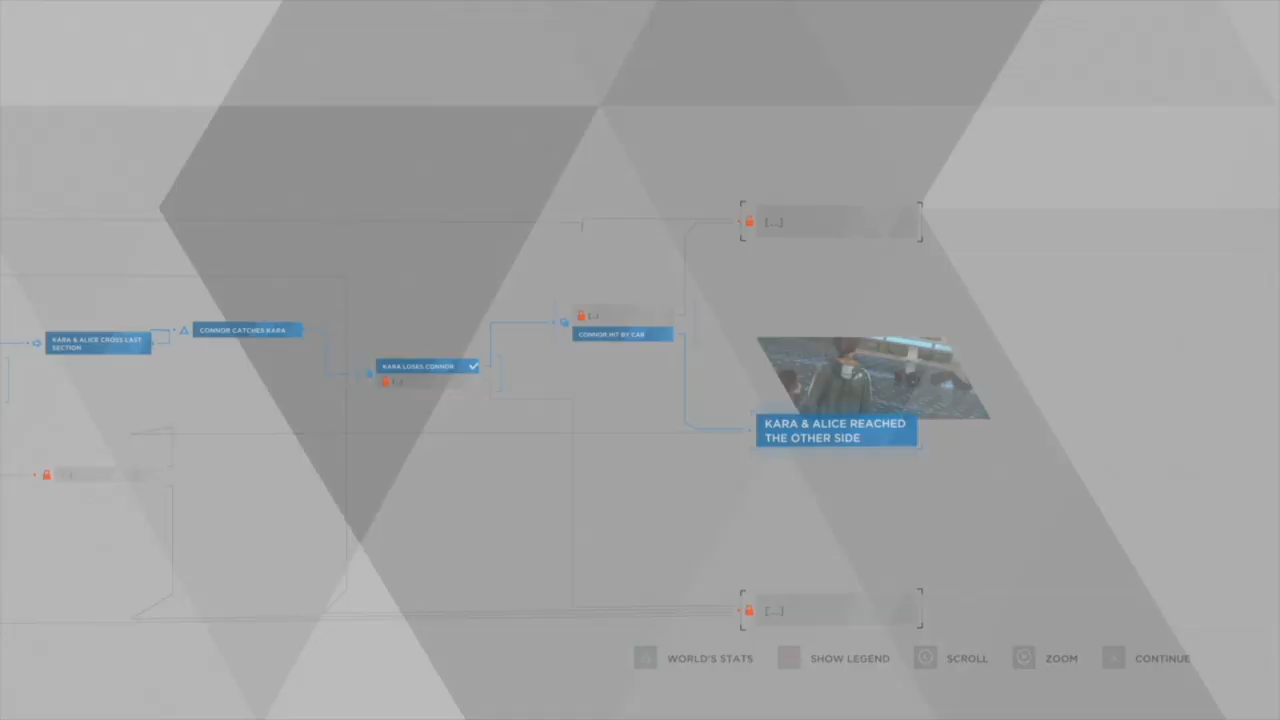 [...]
[...]
CONNOR CATCHES KARA
CONNOR HIT BY CAR
KARA & ALICE CROSS LAST
SECTION
KARA LOSES CONNOR
[...]
KARA & ALICE REACHED
THE OTHER SIDE
[...]
[...]
WORLD'S STATS
SHOW LEGEND
SCROLL
ZOOM
CONTINUE